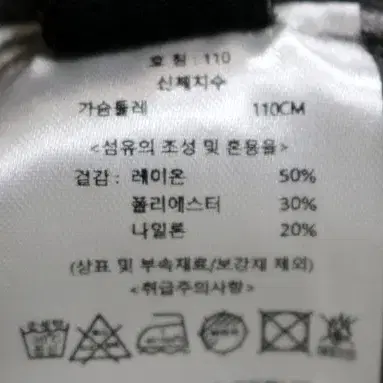 호 칭 : 110
신체치수
가슴둘레 110CM
<섬유의 조성 및 혼용율>
겉감 : 레이온 50%
폴리에스터 30%
나일론 20%
(상표 및 부속재료/보강재 제외)
<취급주의사항>